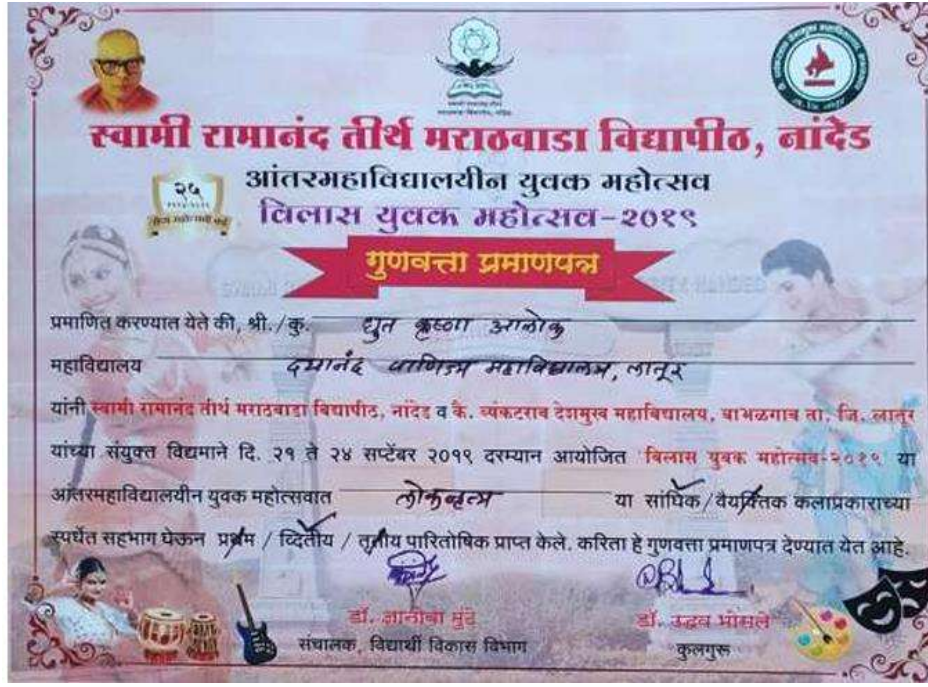 स्वामी रामानंद तीर्थ मराठवाडा विद्यापीठ, नांदेड
२५
आंतरमहाविद्यालयीन युवक महोत्सव
विलास युवक महोत्सव-२०१९
गुणवत्ता प्रमाणपत्र
प्रमाणित करण्यात येते की, श्री./कु. धुत कृष्णा आलोक
महाविद्यालय दयानंद वाणिज्य महाविद्यालय, लातूर
यांनी स्वामी रामानंद तीर्थ मराठवाडा विद्यापीठ, नांदेड व कै. व्यंकटराव देशमुख महाविद्यालय, बाभळगाव ता. जि. लातूर
यांच्या संयुक्त विद्यमाने दि. २१ ते २४ सप्टेंबर २०१९ दरम्यान आयोजित 'विलास युवक महोत्सव-२०१९' या
आंतरमहाविद्यालयीन युवक महोत्सवात लोकनृत्य या सांघिक/वैयक्तिक कलाप्रकाराच्या
स्पर्धेत सहभाग घेऊन प्रथम / व्दितीय / तृतीय पारितोषिक प्राप्त केले. करिता हे गुणवत्ता प्रमाणपत्र देण्यात येत आहे.
डॉ. ज्ञानोबा मुंढे
संचालक, विद्यार्थी विकास विभाग
डॉ. उद्धव भोसले
कुलगुरू